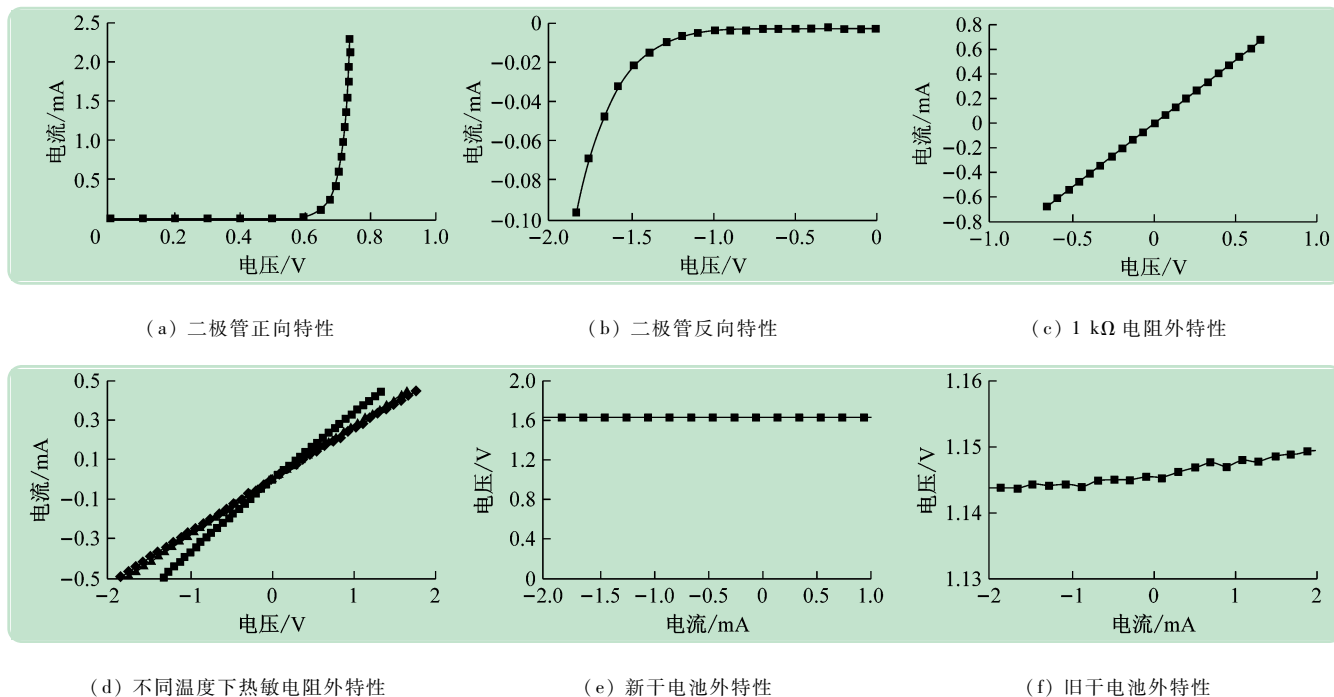 2.5
2.0
1.5
1.0
0.5
0 0.2 0.4 0.6 0.8 1.0
电流/mA
电压/V
(a) 二极管正向特性
0
−0.02
−0.04
−0.06
−0.08
−0.10
−2.0 −1.5 −1.0 −0.5 0
电流/mA
电压/V
(b) 二极管反向特性
0.8
0.6
0.4
0.2
0
−0.2
−0.4
−0.6
−0.8
−1.0 −0.5 0 0.5 1.0
电流/mA
电压/V
(c) 1 kΩ 电阻外特性
0.5
0.3
0.1
−0.1
−0.3
−0.5
−2 −1 0 1 2
电流/mA
电压/V
(d) 不同温度下热敏电阻外特性
2.0
1.6
1.2
0.8
0.4
0
−2.0 −1.5 −1.0 −0.5 0 0.5 1.0
电压/V
电流/mA
(e) 新干电池外特性
1.16
1.15
1.14
1.13
−2 −1 0 1 2
电压/V
电流/mA
(f) 旧干电池外特性